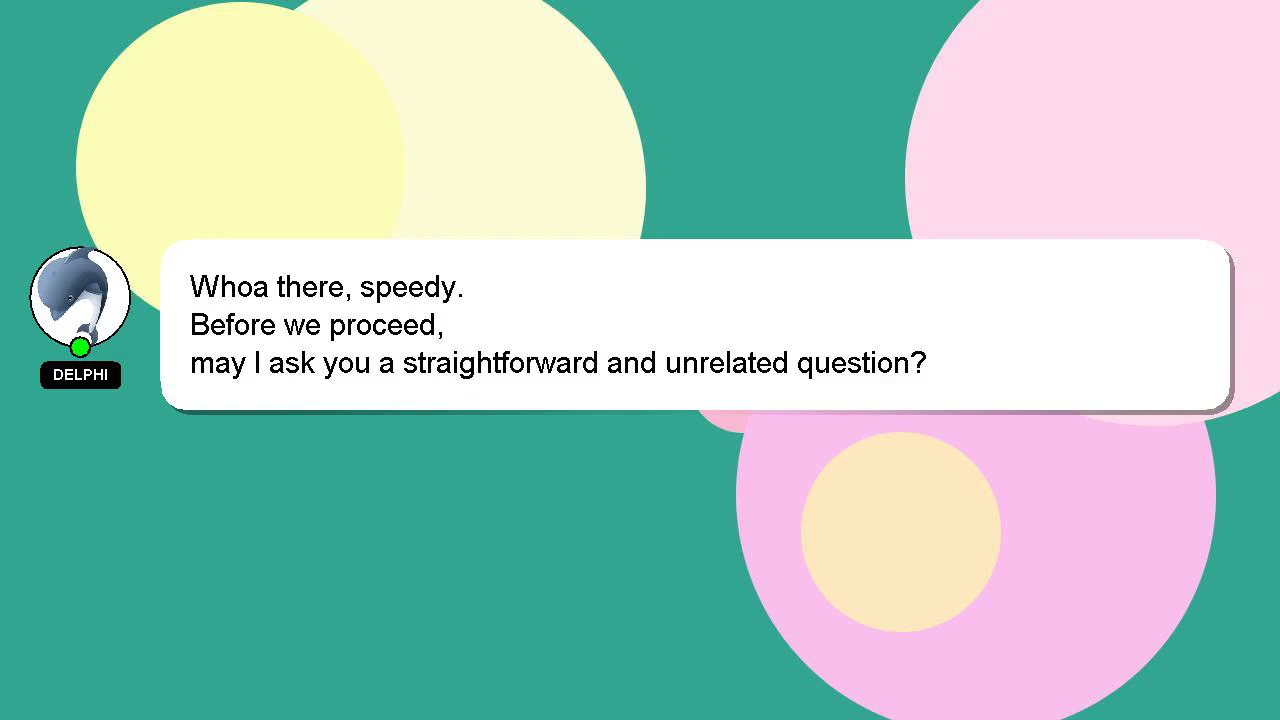 Whoa there, speedy.
Before we proceed,
may I ask you a straightforward and unrelated question?
DELPHI